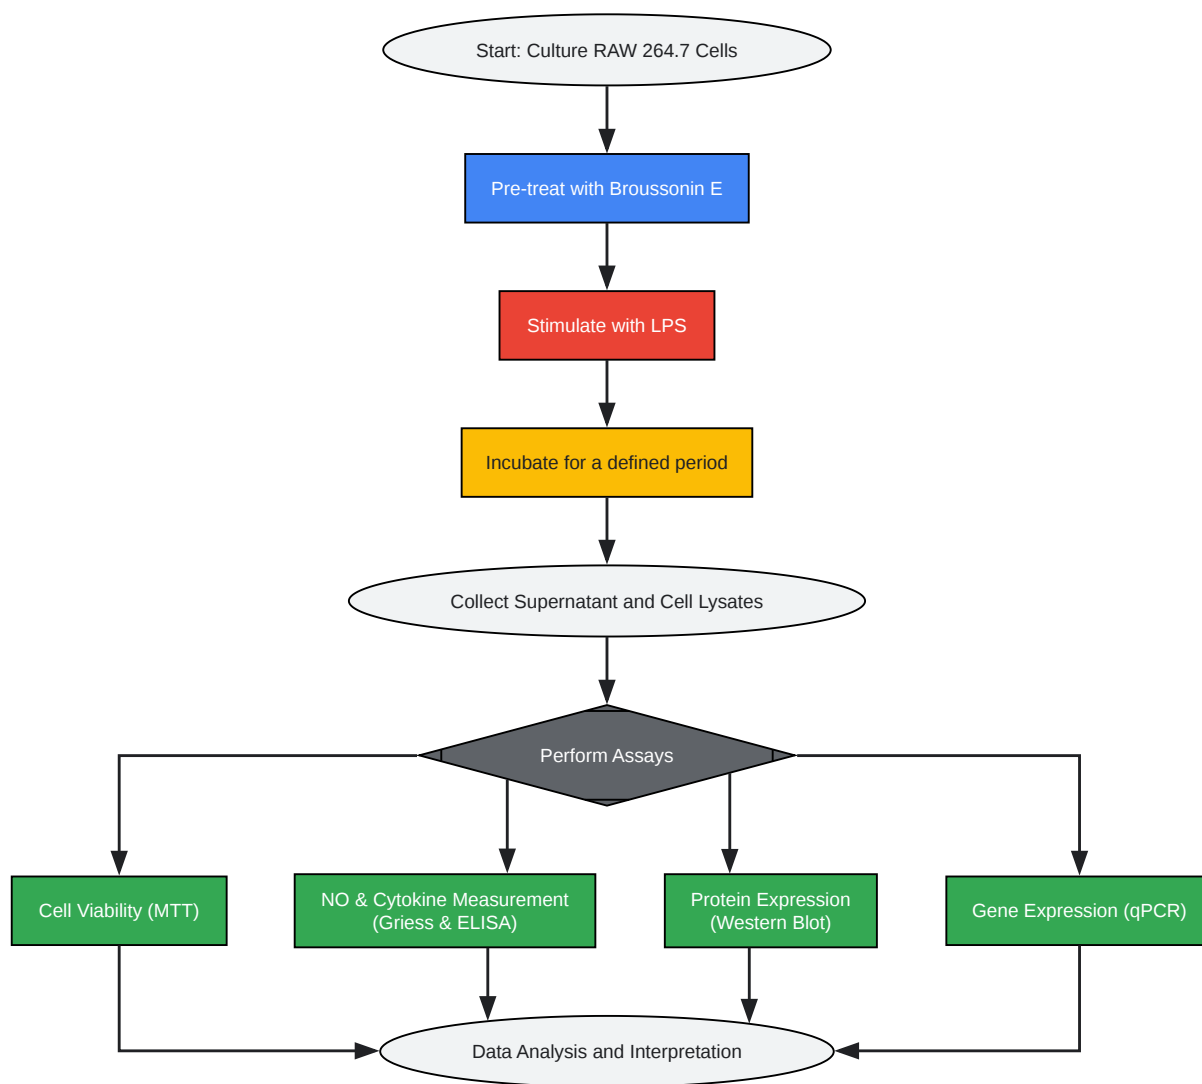 Start: Culture RAW 264.7 Cells
Pre-treat with Broussonin E
Stimulate with LPS
Incubate for a defined period
Collect Supernatant and Cell Lysates
Perform Assays
Cell Viability (MTT)
NO & Cytokine Measurement
(Griess & ELISA)
Protein Expression
(Western Blot)
Gene Expression (qPCR)
Data Analysis and Interpretation